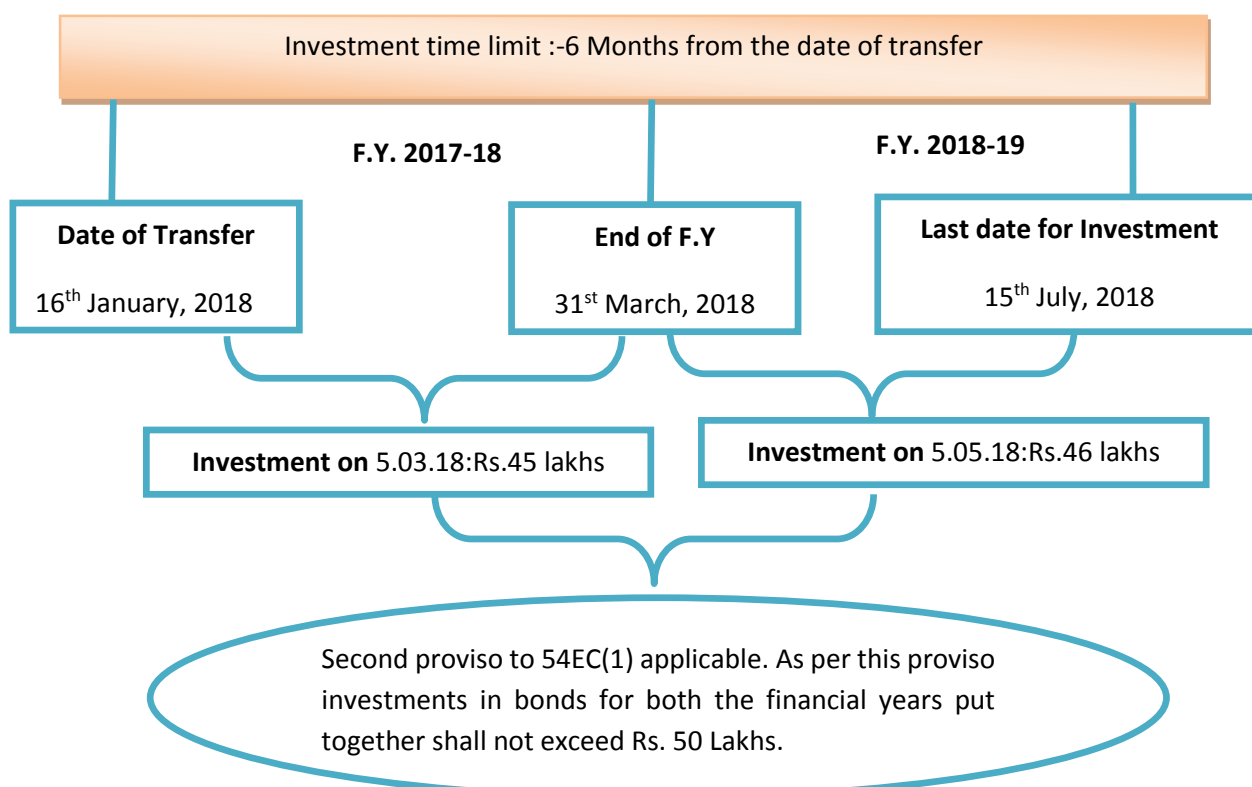 Investment time limit :-6 Months from the date of transfer
F.Y. 2017-18
F.Y. 2018-19
Date of Transfer
16th January, 2018
End of F.Y
31st March, 2018
Last date for Investment
15th July, 2018
Investment on 5.03.18:Rs.45 lakhs
Investment on 5.05.18:Rs.46 lakhs
Second proviso to 54EC(1) applicable. As per this proviso
investments in bonds for both the financial years put
together shall not exceed Rs. 50 Lakhs.